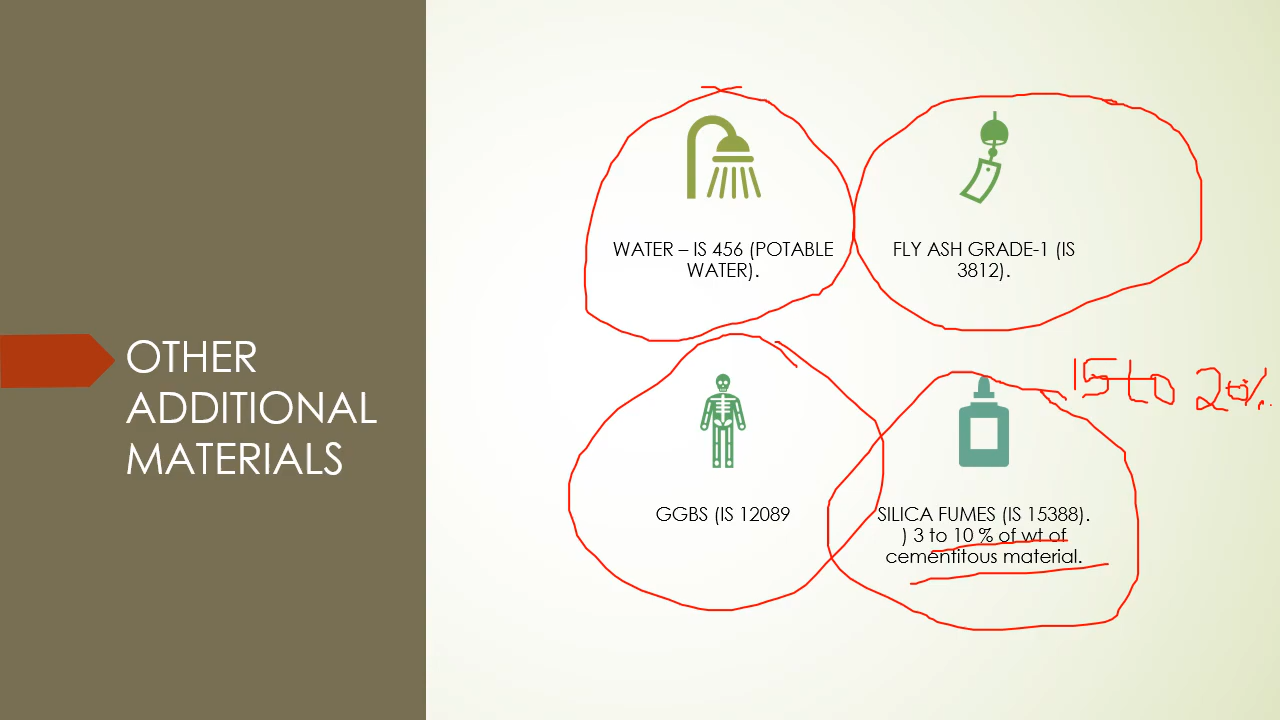 OTHER
ADDITIONAL
MATERIALS
WATER – IS 456 (POTABLE
WATER).
FLY ASH GRADE-1 (IS
3812).
GGBS (IS 12089
SILICA FUMES (IS 15388).
) 3 to 10 % of wt of
cementitous material.
15 to 20%